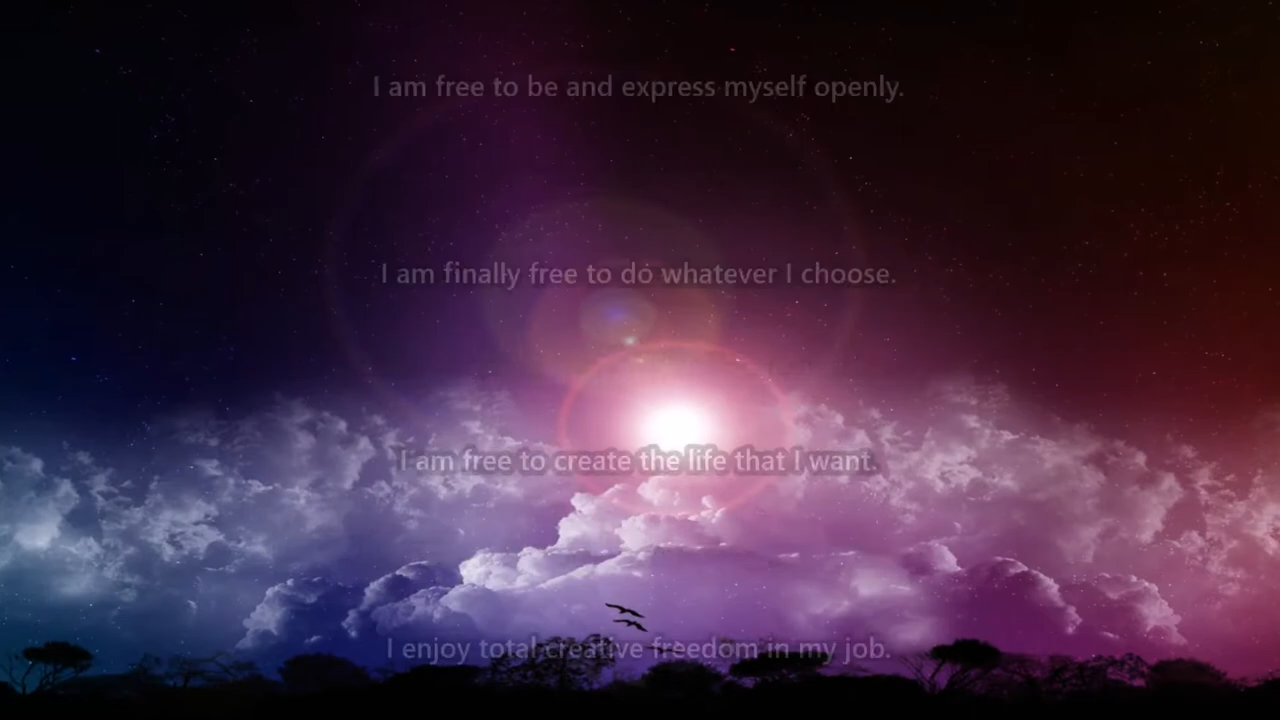 I am free to be and express myself openly.
I am finally free to do whatever I choose.
I am free to create the life that I want.
I enjoy total creative freedom in my job.